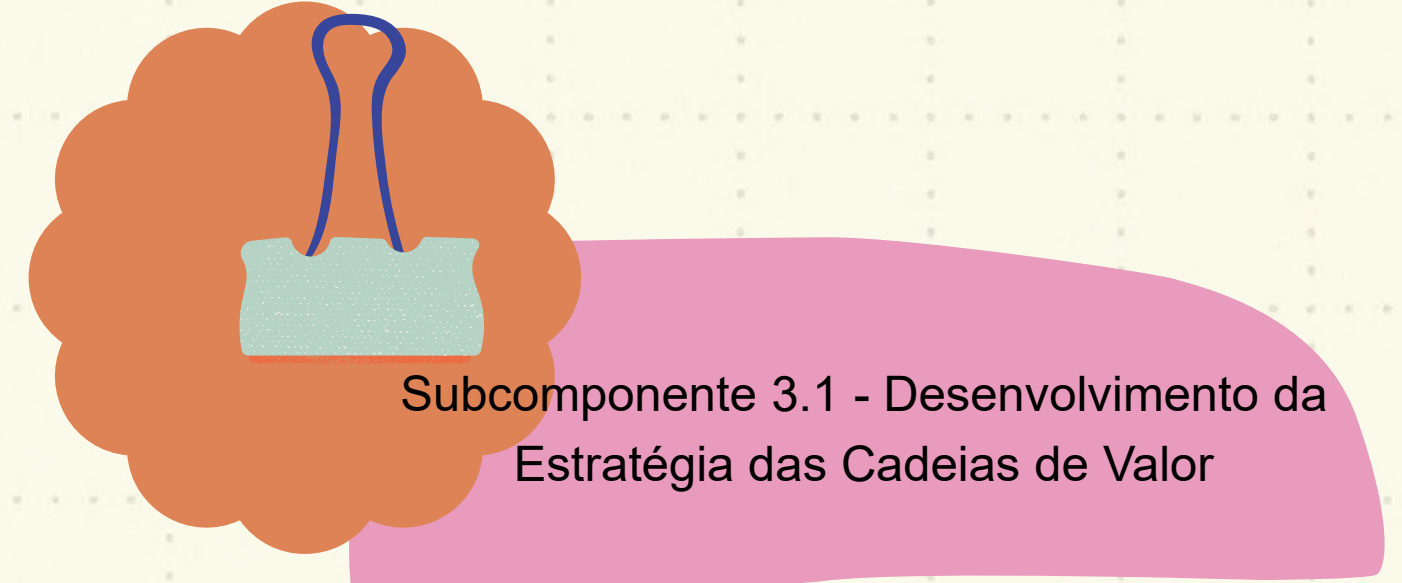 Subcomponente 3.1 - Desenvolvimento da
Estratégia das Cadeias de Valor